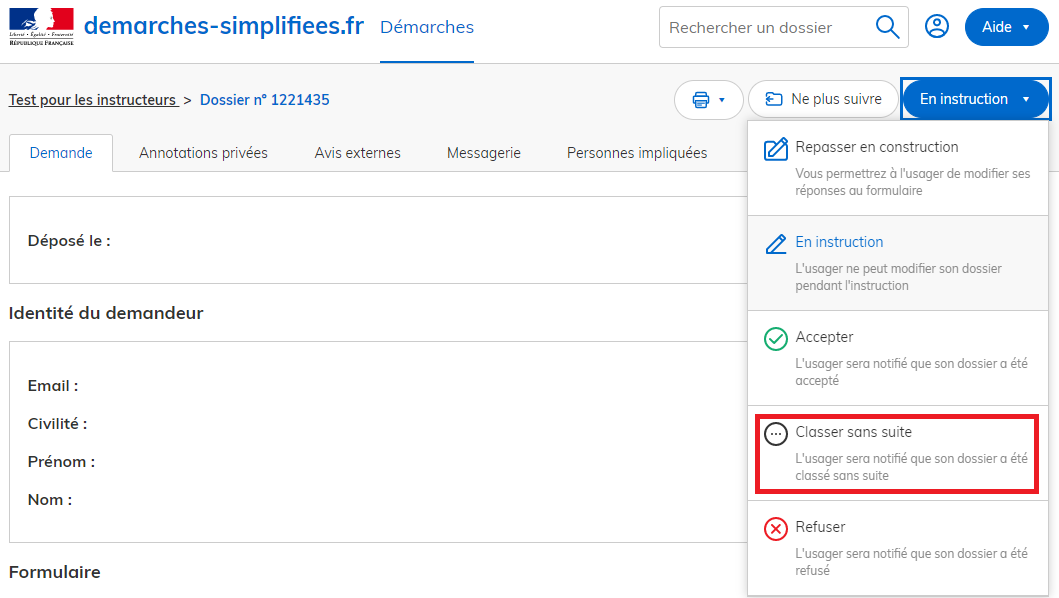 Liberté • Égalité • Fraternité
RÉPUBLIQUE FRANÇAISE
demarches-simplifiees.fr
Démarches
Rechercher un dossier
Aide
Test pour les instructeurs > Dossier n° 1221435
Ne plus suivre
En instruction
Demande
Annotations privées
Avis externes
Messagerie
Personnes impliquées
Repasser en construction
Vous permettrez à l'usager de modifier ses
réponses au formulaire
En instruction
L'usager ne peut modifier son dossier
pendant l'instruction
Accepter
L'usager sera notifié que son dossier a été
accepté
Classer sans suite
L'usager sera notifié que son dossier a été
classé sans suite
Refuser
L'usager sera notifié que son dossier a été
refusé
Déposé le :
Identité du demandeur
Email :
Civilité :
Prénom :
Nom :
Formulaire